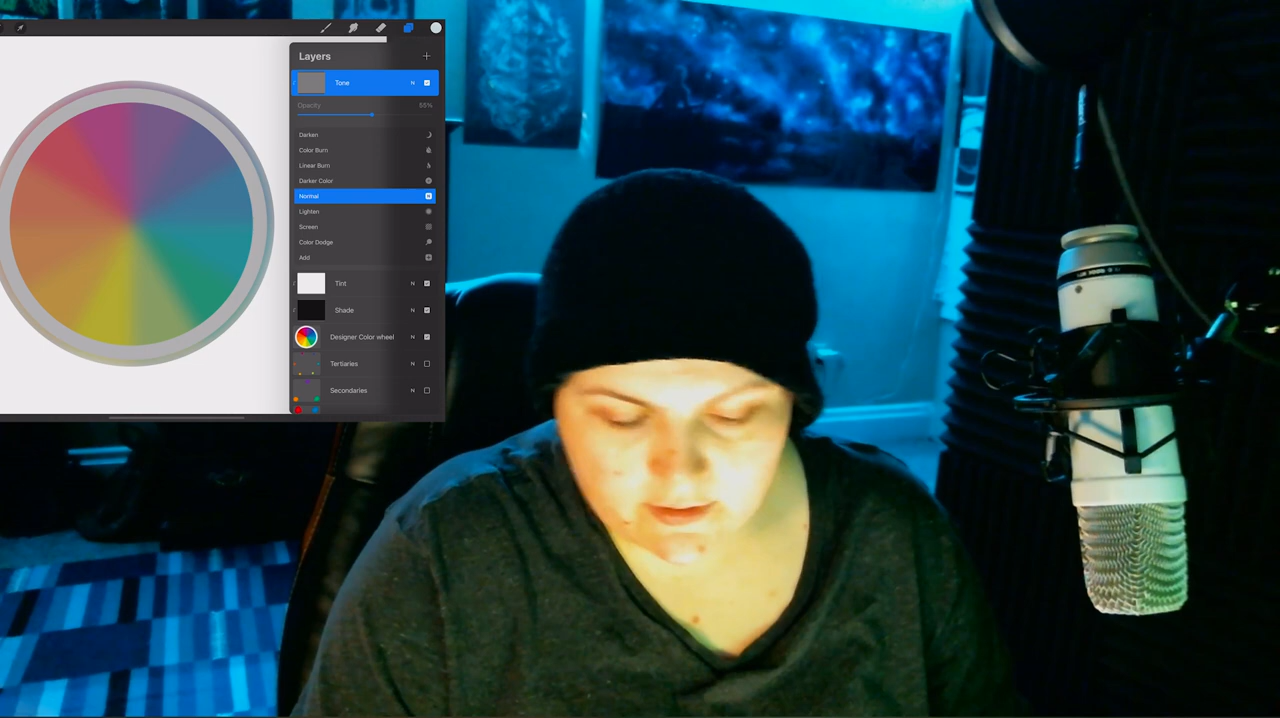 Layers
Tone N
Opacity 55%
Darken
Color Burn
Linear Burn
Darker Color
Normal
Lighten
Screen
Color Dodge
Add
Tint N
Shade N
Designer Color wheel N
Tertiaries N
Secondaries N